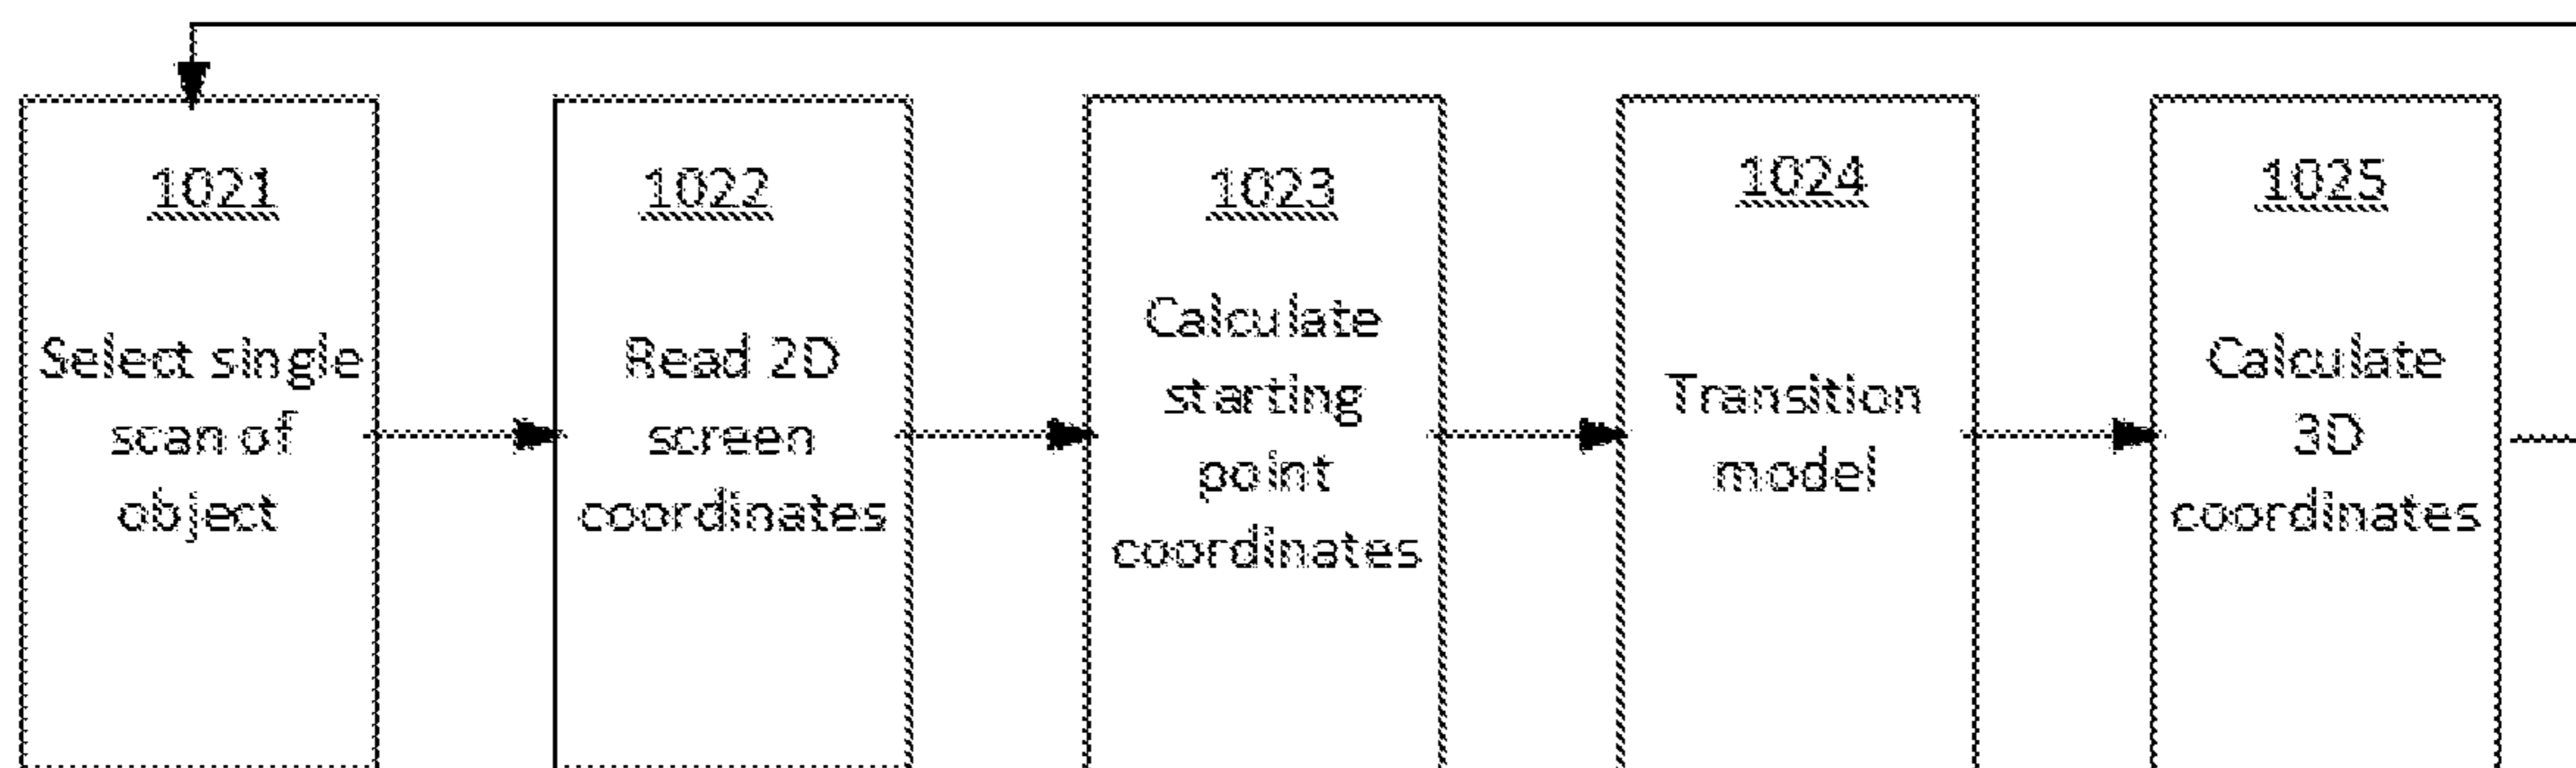 1021
Select single
scan of
object
1022
Read 2D
screen
coordinates
1023
Calculate
starting
point
coordinates
1024
Transition
model
1025
Calculate
3D
coordinates